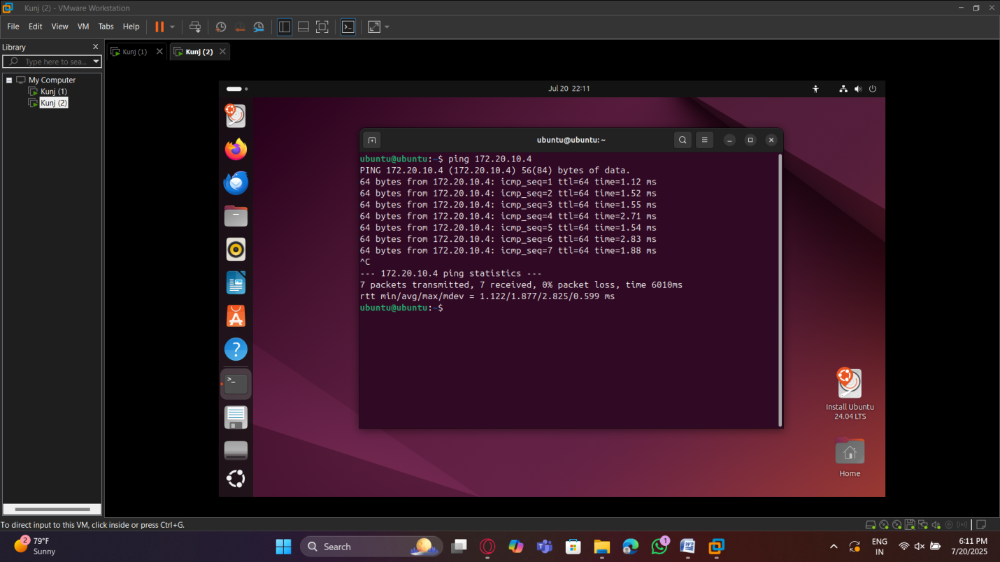 Kunj (2) - VMware Workstation
File Edit View VM Tabs Help
Library
Type here to sea...
My Computer
Kunj (1)
Kunj (2)
Kunj (1)
Kunj (2)
Jul 20 22:11
ubuntu@ubuntu: ~
ubuntu@ubuntu:~$ ping 172.20.10.4
PING 172.20.10.4 (172.20.10.4) 56(84) bytes of data.
64 bytes from 172.20.10.4: icmp_seq=1 ttl=64 time=1.12 ms
64 bytes from 172.20.10.4: icmp_seq=2 ttl=64 time=1.52 ms
64 bytes from 172.20.10.4: icmp_seq=3 ttl=64 time=1.55 ms
64 bytes from 172.20.10.4: icmp_seq=4 ttl=64 time=2.71 ms
64 bytes from 172.20.10.4: icmp_seq=5 ttl=64 time=1.54 ms
64 bytes from 172.20.10.4: icmp_seq=6 ttl=64 time=2.83 ms
64 bytes from 172.20.10.4: icmp_seq=7 ttl=64 time=1.88 ms
^C
--- 172.20.10.4 ping statistics ---
7 packets transmitted, 7 received, 0% packet loss, time 6010ms
rtt min/avg/max/mdev = 1.122/1.877/2.825/0.599 ms
ubuntu@ubuntu:~$
Install Ubuntu
24.04 LTS
Home
To direct input to this VM, click inside or press Ctrl+G.
2
79°F
Sunny
Search
1
ENG
IN
6:11 PM
7/20/2025